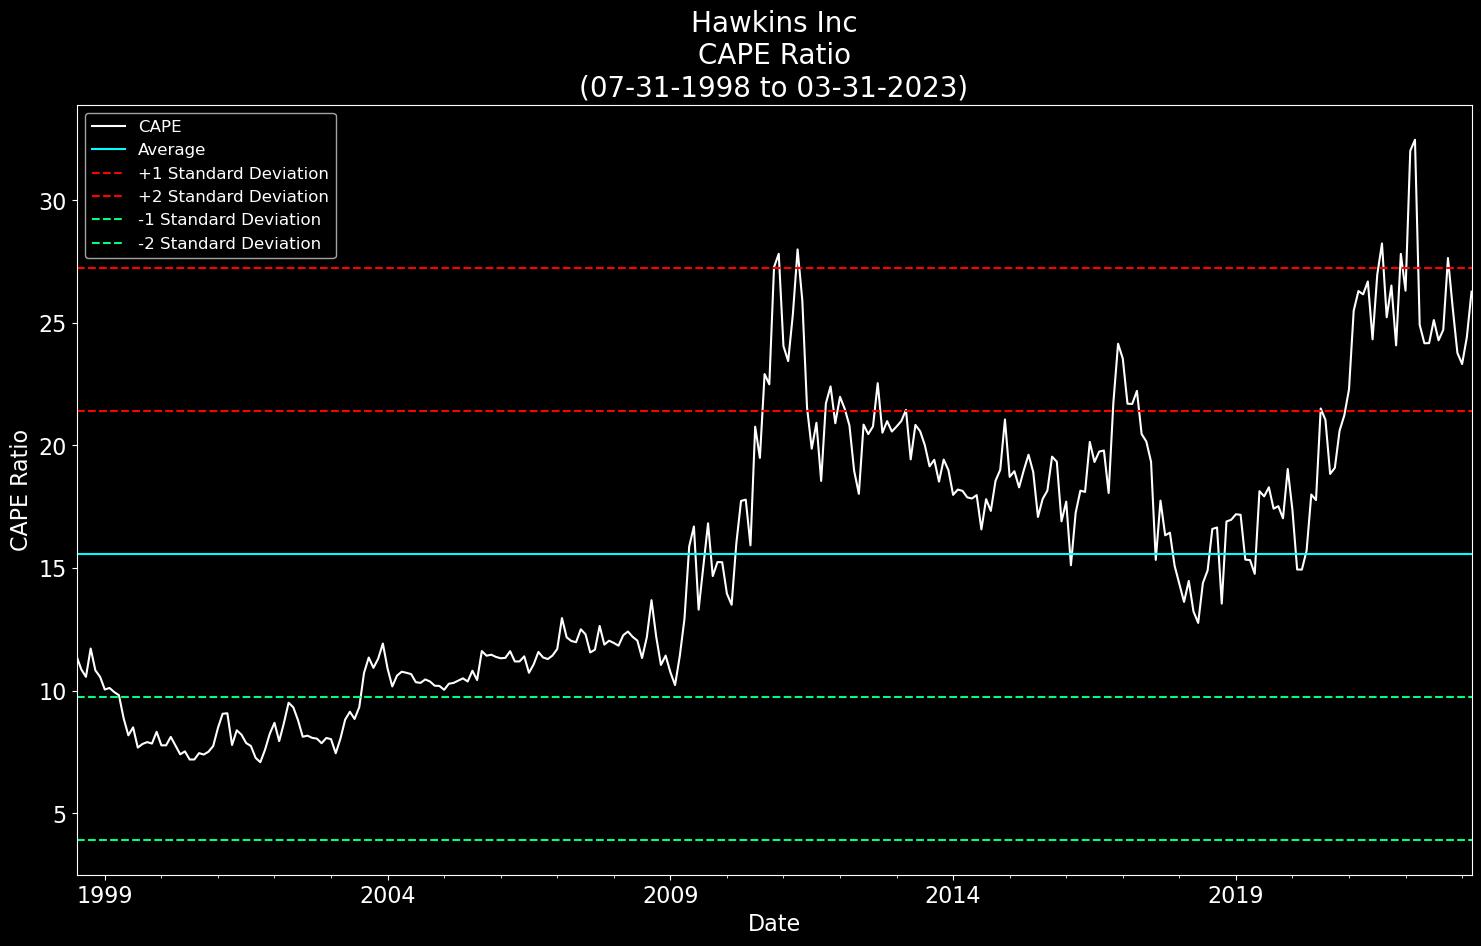 Hawkins Inc
CAPE Ratio
(07-31-1998 to 03-31-2023)
CAPE
Average
+1 Standard Deviation
+2 Standard Deviation
-1 Standard Deviation
-2 Standard Deviation
30
25
20
15
10
5
CAPE Ratio
1999
2004
2009
2014
2019
Date